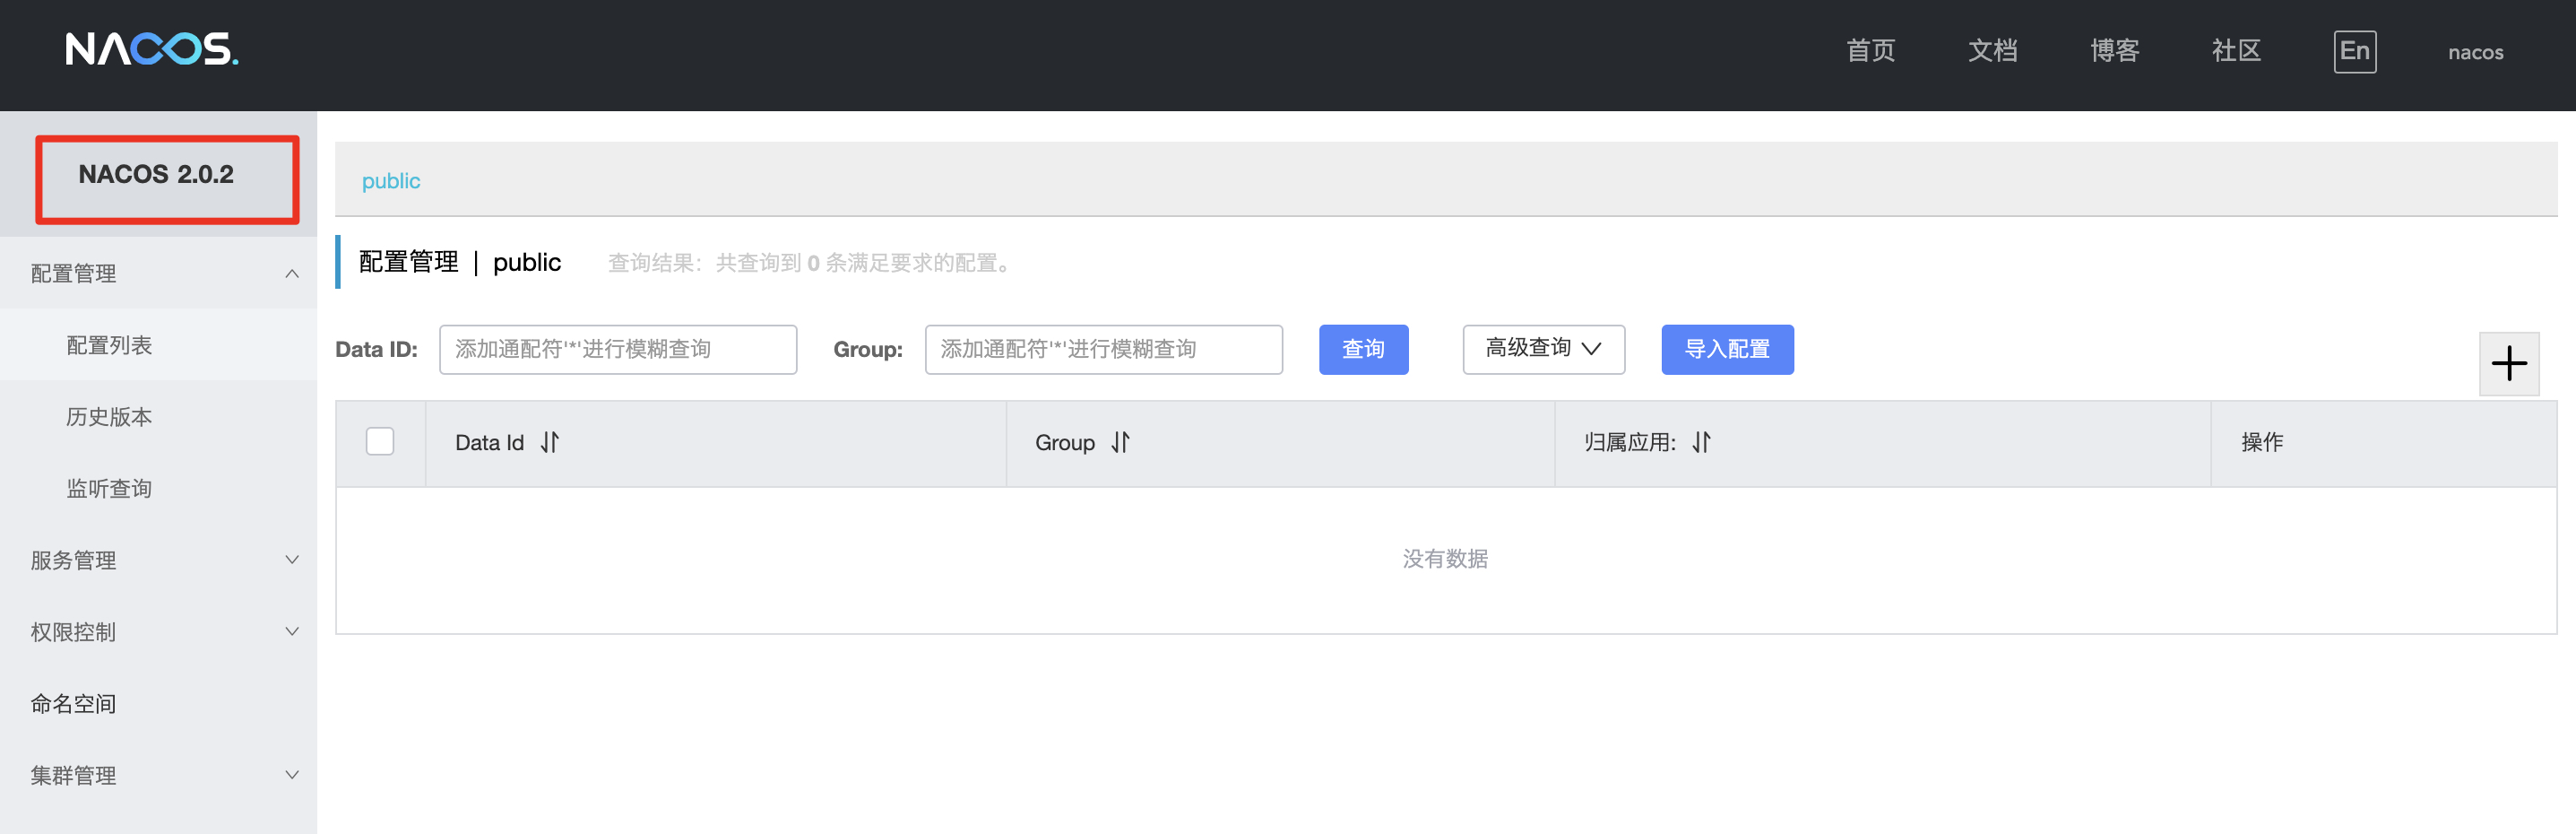 NACOS.
首页 文档 博客 社区 En nacos
NACOS 2.0.2
配置管理
配置列表
历史版本
监听查询
服务管理
权限控制
命名空间
集群管理
public
配置管理 | public 查询结果：共查询到 0 条满足要求的配置。
Data ID: 添加通配符'*'进行模糊查询 Group: 添加通配符'*'进行模糊查询 查询 高级查询 导入配置
Data Id Group 归属应用: 操作
没有数据